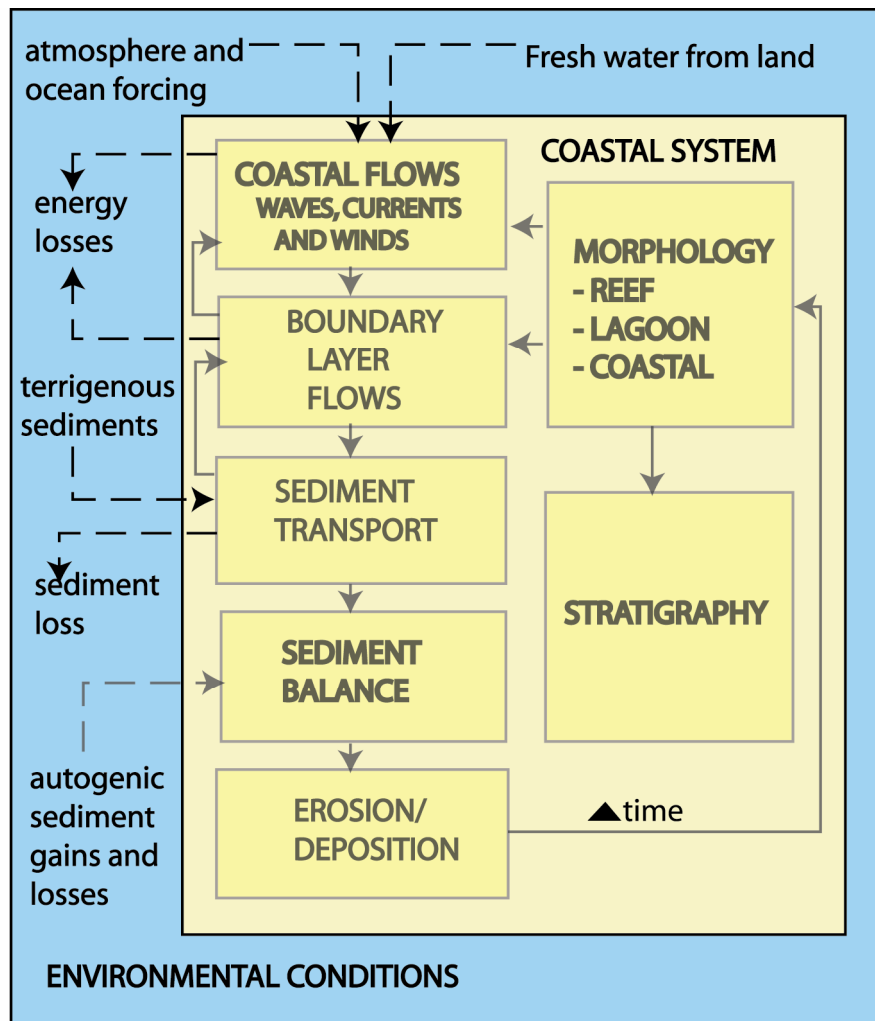 atmosphere and
ocean forcing
Fresh water from land
COASTAL SYSTEM
COASTAL FLOWS
WAVES, CURRENTS
AND WINDS
energy
losses
MORPHOLOGY
- REEF
- LAGOON
- COASTAL
BOUNDARY
LAYER
FLOWS
terrigenous
sediments
SEDIMENT
TRANSPORT
sediment
loss
STRATIGRAPHY
SEDIMENT
BALANCE
autogenic
sediment
gains and
losses
EROSION/
DEPOSITION
▲time
ENVIRONMENTAL CONDITIONS